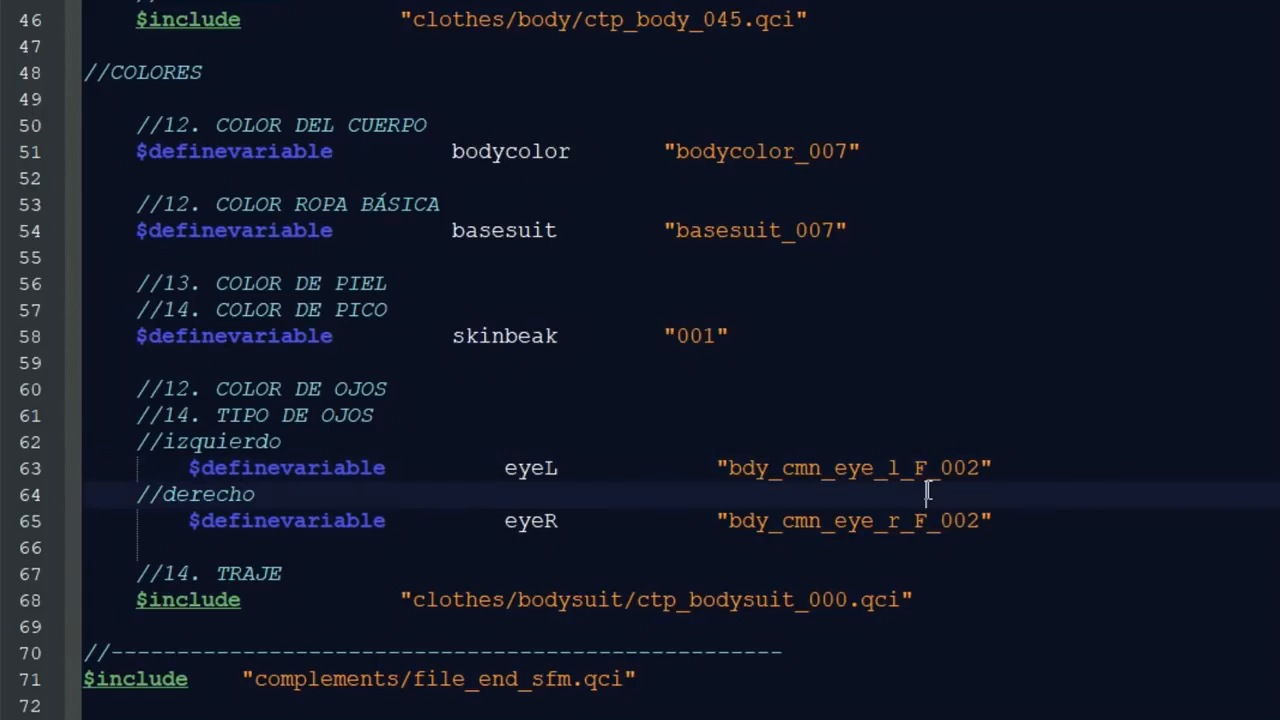 46 $include "clothes/body/ctp_body_045.qci"
47
48 //COLORES
49
50 //12. COLOR DEL CUERPO
51 $definevariable bodycolor "bodycolor_007"
52
53 //12. COLOR ROPA BÁSICA
54 $definevariable basesuit "basesuit_007"
55
56 //13. COLOR DE PIEL
57 //14. COLOR DE PICO
58 $definevariable skinbeak "001"
59
60 //12. COLOR DE OJOS
61 //14. TIPO DE OJOS
62 //izquierdo
63 $definevariable eyeL "bdy_cmn_eye_l_F_002"
64 //derecho
65 $definevariable eyeR "bdy_cmn_eye_r_F_002"
66
67 //14. TRAJE
68 $include "clothes/bodysuit/ctp_bodysuit_000.qci"
69
70 //---------------------------------------------------
71 $include "complements/file_end_sfm.qci"
72